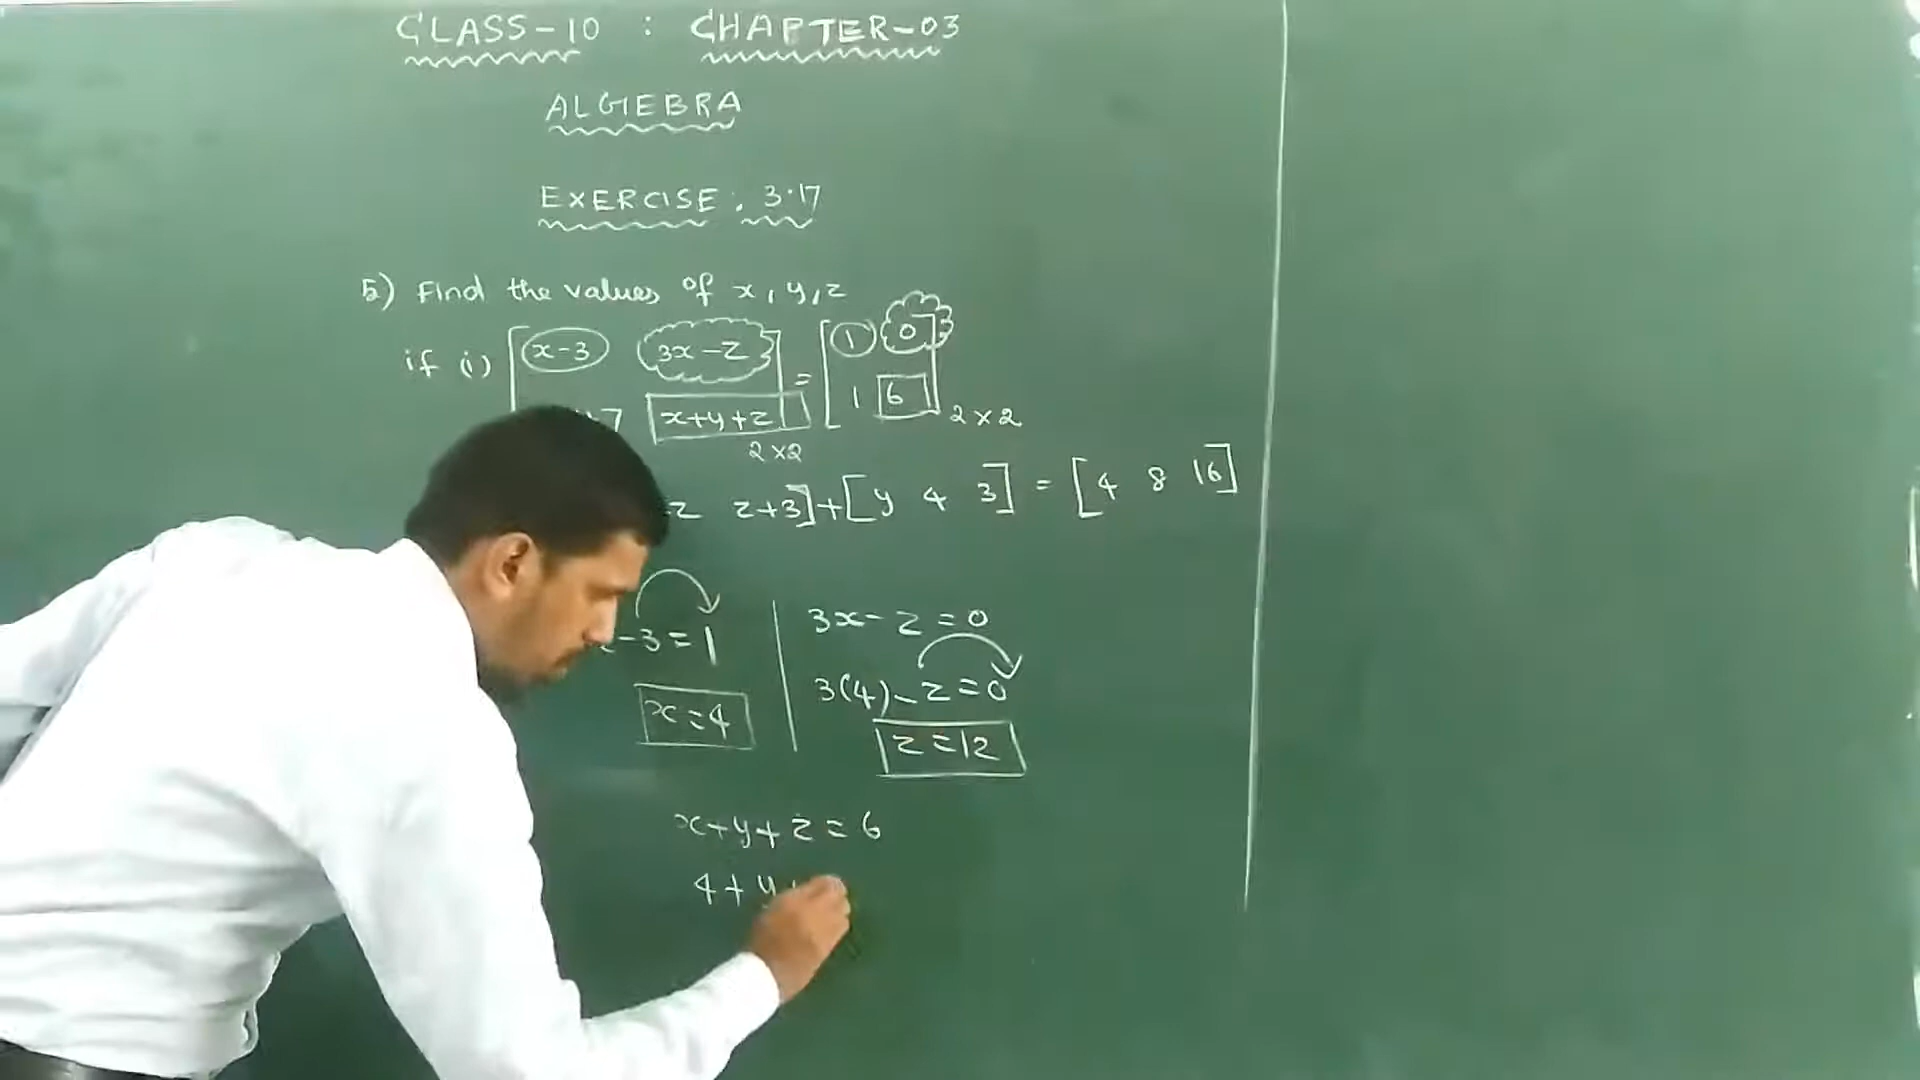 CLASS-10 : CHAPTER-03
ALGEBRA
EXERCISE : 3.17
5) Find the values of x, y, z
if (i) [x-3 3x-z] = [1 0]
+7 x+y+z 1 6
2×2 2×2
z z+3] + [y 4 3] = [4 8 16]
-3=1
x=4
3x-z=0
3(4)-z=0
z=12
x+y+z=6
4+y+